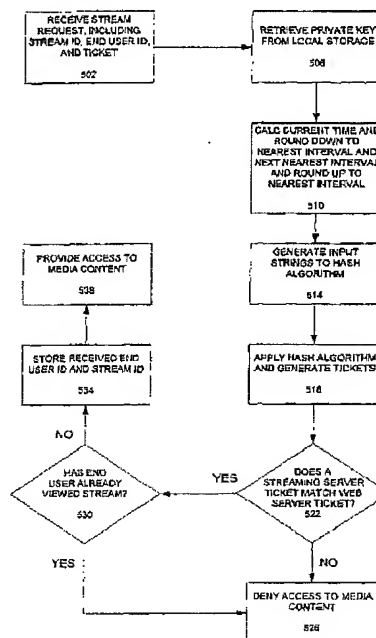 RECEIVE STREAM
REQUEST, INCLUDING
STREAM ID, END USER ID,
AND TICKET
502
RETRIEVE PRIVATE KEY
FROM LOCAL STORAGE
506
CALC CURRENT TIME AND
ROUND DOWN TO
NEAREST INTERVAL AND
NEXT NEAREST INTERVAL
AND ROUND UP TO
NEAREST INTERVAL
510
GENERATE INPUT
STRINGS TO HASH
ALGORITHM
514
APPLY HASH ALGORITHM
AND GENERATE TICKETS
518
DOES A
STREAMING SERVER
TICKET MATCH WEB
SERVER TICKET?
522
YES
NO
HAS END
USER ALREADY
VIEWED STREAM?
530
NO
YES
STORE RECEIVED END
USER ID AND STREAM ID
534
PROVIDE ACCESS TO
MEDIA CONTENT
538
DENY ACCESS TO MEDIA
CONTENT
526